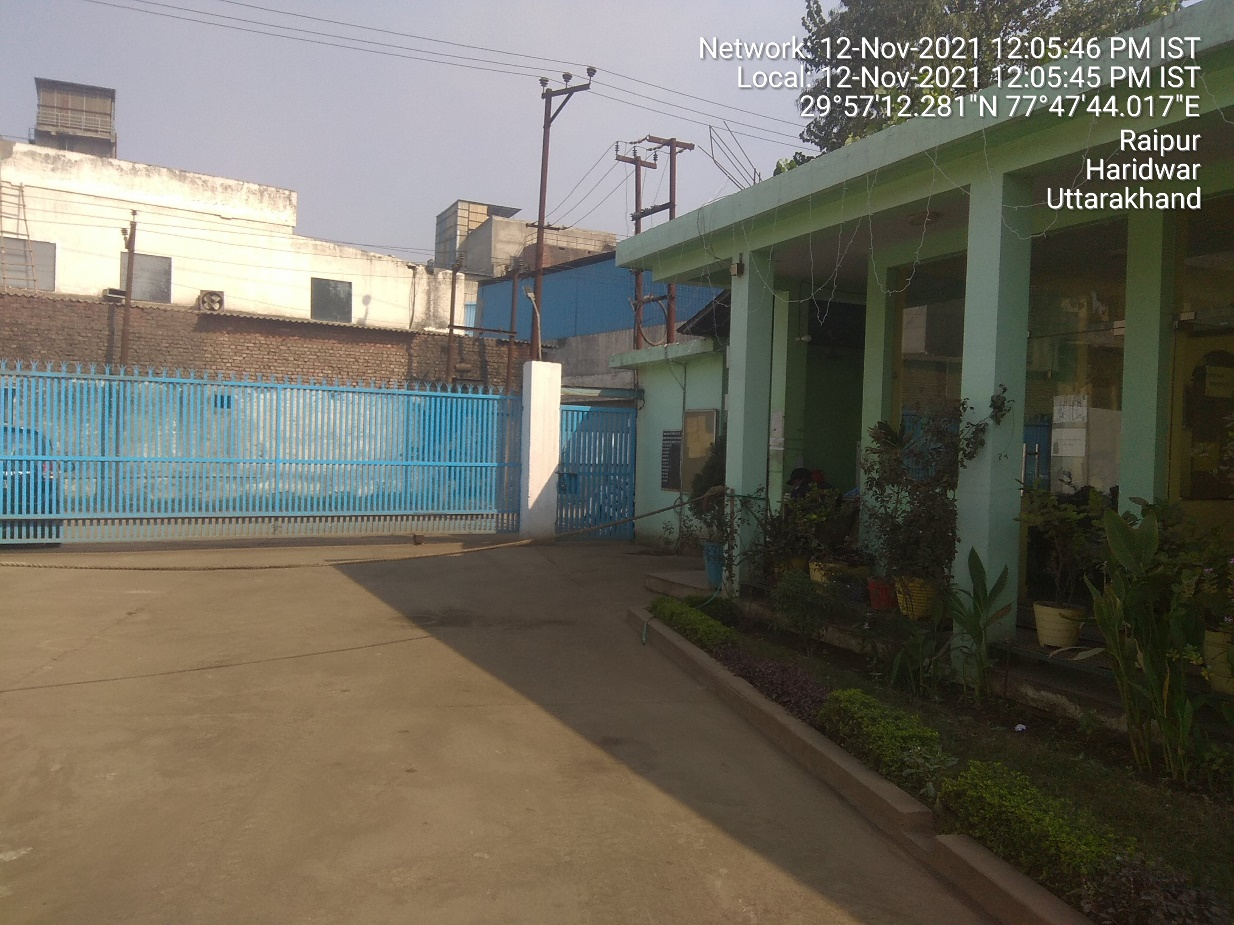 Network: 12-Nov-2021 12:05:46 PM IST
Local: 12-Nov-2021 12:05:45 PM IST
29°57'12.281"N 77°47'44.017"E
Raipur
Haridwar
Uttarakhand